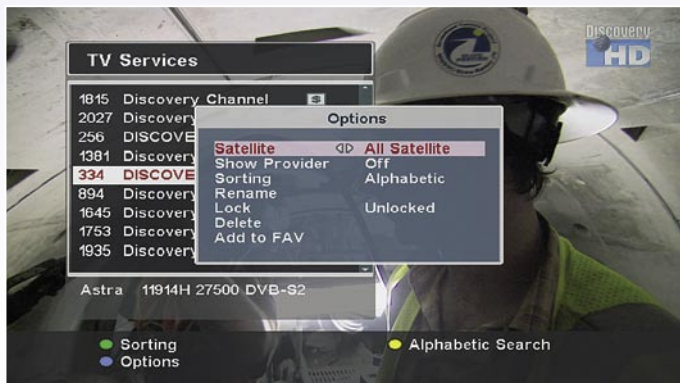 Discovery
HD
TV Services
1815 Discovery Channel S
2027 Discovery
256 DISCOVE
1381 Discovery
334 DISCOVE
894 Discovery
1645 Discovery
1753 Discovery
1935 Discovery
Options
Satellite All Satellite
Show Provider Off
Sorting Alphabetic
Rename
Lock Unlocked
Delete
Add to FAV
Astra 11914H 27500 DVB-S2
Sorting
Options
Alphabetic Search